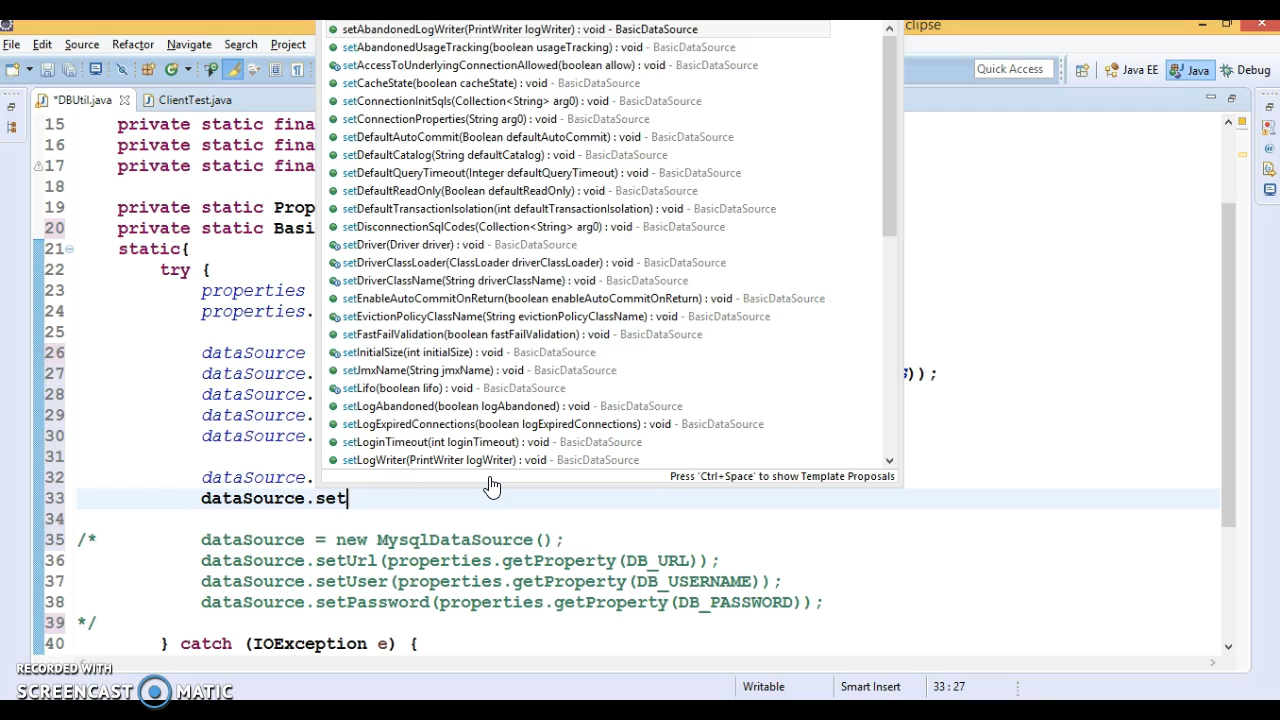 clipse
File Edit Source Refactor Navigate Search Project
Quick Access Java EE Java Debug
*DBUtil.java ClientTest.java
setAbandonedLogWriter(PrintWriter logWriter) : void - BasicDataSource
setAbandonedUsageTracking(boolean usageTracking) : void - BasicDataSource
setAccessToUnderlyingConnectionAllowed(boolean allow) : void - BasicDataSource
setCacheState(boolean cacheState) : void - BasicDataSource
setConnectionInitSqls(Collection<String> arg0) : void - BasicDataSource
setConnectionProperties(String arg0) : void - BasicDataSource
setDefaultAutoCommit(Boolean defaultAutoCommit) : void - BasicDataSource
setDefaultCatalog(String defaultCatalog) : void - BasicDataSource
setDefaultQueryTimeout(Integer defaultQueryTimeout) : void - BasicDataSource
setDefaultReadOnly(Boolean defaultReadOnly) : void - BasicDataSource
setDefaultTransactionIsolation(int defaultTransactionIsolation) : void - BasicDataSource
setDisconnectionSqlCodes(Collection<String> arg0) : void - BasicDataSource
setDriver(Driver driver) : void - BasicDataSource
setDriverClassLoader(ClassLoader driverClassLoader) : void - BasicDataSource
setDriverClassName(String driverClassName) : void - BasicDataSource
setEnableAutoCommitOnReturn(boolean enableAutoCommitOnReturn) : void - BasicDataSource
setEvictionPolicyClassName(String evictionPolicyClassName) : void - BasicDataSource
setFastFailValidation(boolean fastFailValidation) : void - BasicDataSource
setInitialSize(int initialSize) : void - BasicDataSource
setJmxName(String jmxName) : void - BasicDataSource
setLifo(boolean lifo) : void - BasicDataSource
setLogAbandoned(boolean logAbandoned) : void - BasicDataSource
setLogExpiredConnections(boolean logExpiredConnections) : void - BasicDataSource
setLoginTimeout(int loginTimeout) : void - BasicDataSource
setLogWriter(PrintWriter logWriter) : void - BasicDataSource
Press 'Ctrl+Space' to show Template Proposals
15 private static fina
16 private static fina
17 private static fina
18
19 private static Prop
20 private static Basi
21 static{
22 try {
23 properties
24 properties.
25
26 dataSource
27 dataSource. ));
28 dataSource.
29 dataSource.
30 dataSource.
31
32 dataSource.
33 dataSource.set
34
35 /* dataSource = new MysqlDataSource();
36 dataSource.setUrl(properties.getProperty(DB_URL));
37 dataSource.setUser(properties.getProperty(DB_USERNAME));
38 dataSource.setPassword(properties.getProperty(DB_PASSWORD));
39 */
40 } catch (IOException e) {
RECORDED WITH
SCREENCAST MATIC
Writable Smart Insert 33 : 27